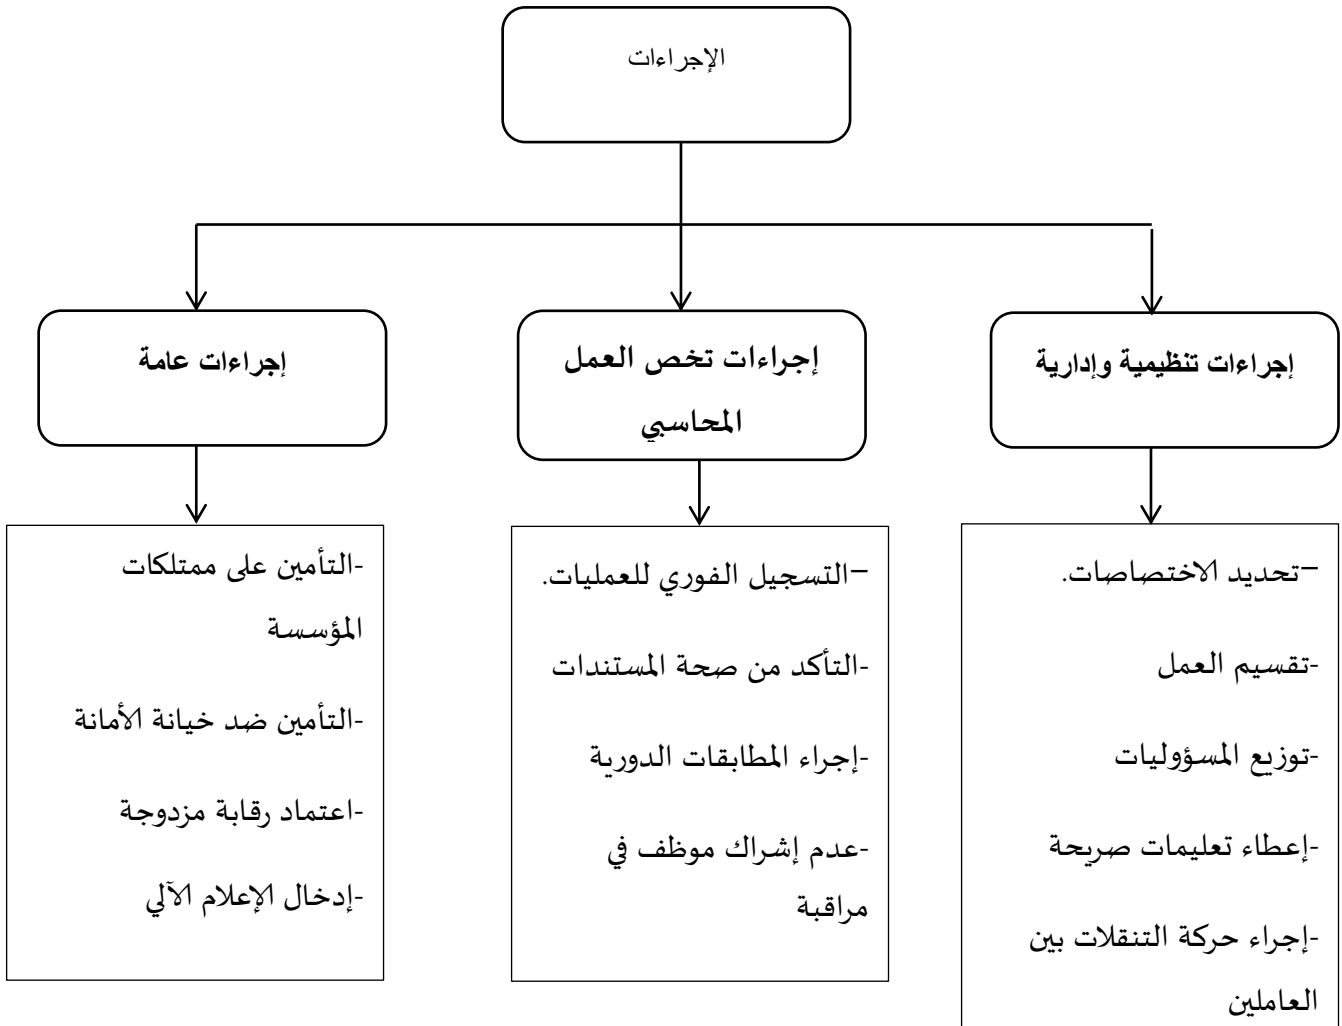 الإجراءات
إجراءات تنظيمية وإدارية
إجراءات تخص العمل
المحاسبي
إجراءات عامة
–تحديد الاختصاصات.
-تقسيم العمل
-توزيع المسؤوليات
-إعطاء تعليمات صريحة
-إجراء حركة التنقلات بين
العاملين
–التسجيل الفوري للعمليات.
-التأكد من صحة المستندات
-إجراء المطابقات الدورية
-عدم إشراك موظف في
مراقبة
-التأمين على ممتلكات
المؤسسة
-التأمين ضد خيانة الأمانة
-اعتماد رقابة مزدوجة
-إدخال الإعلام الآلي